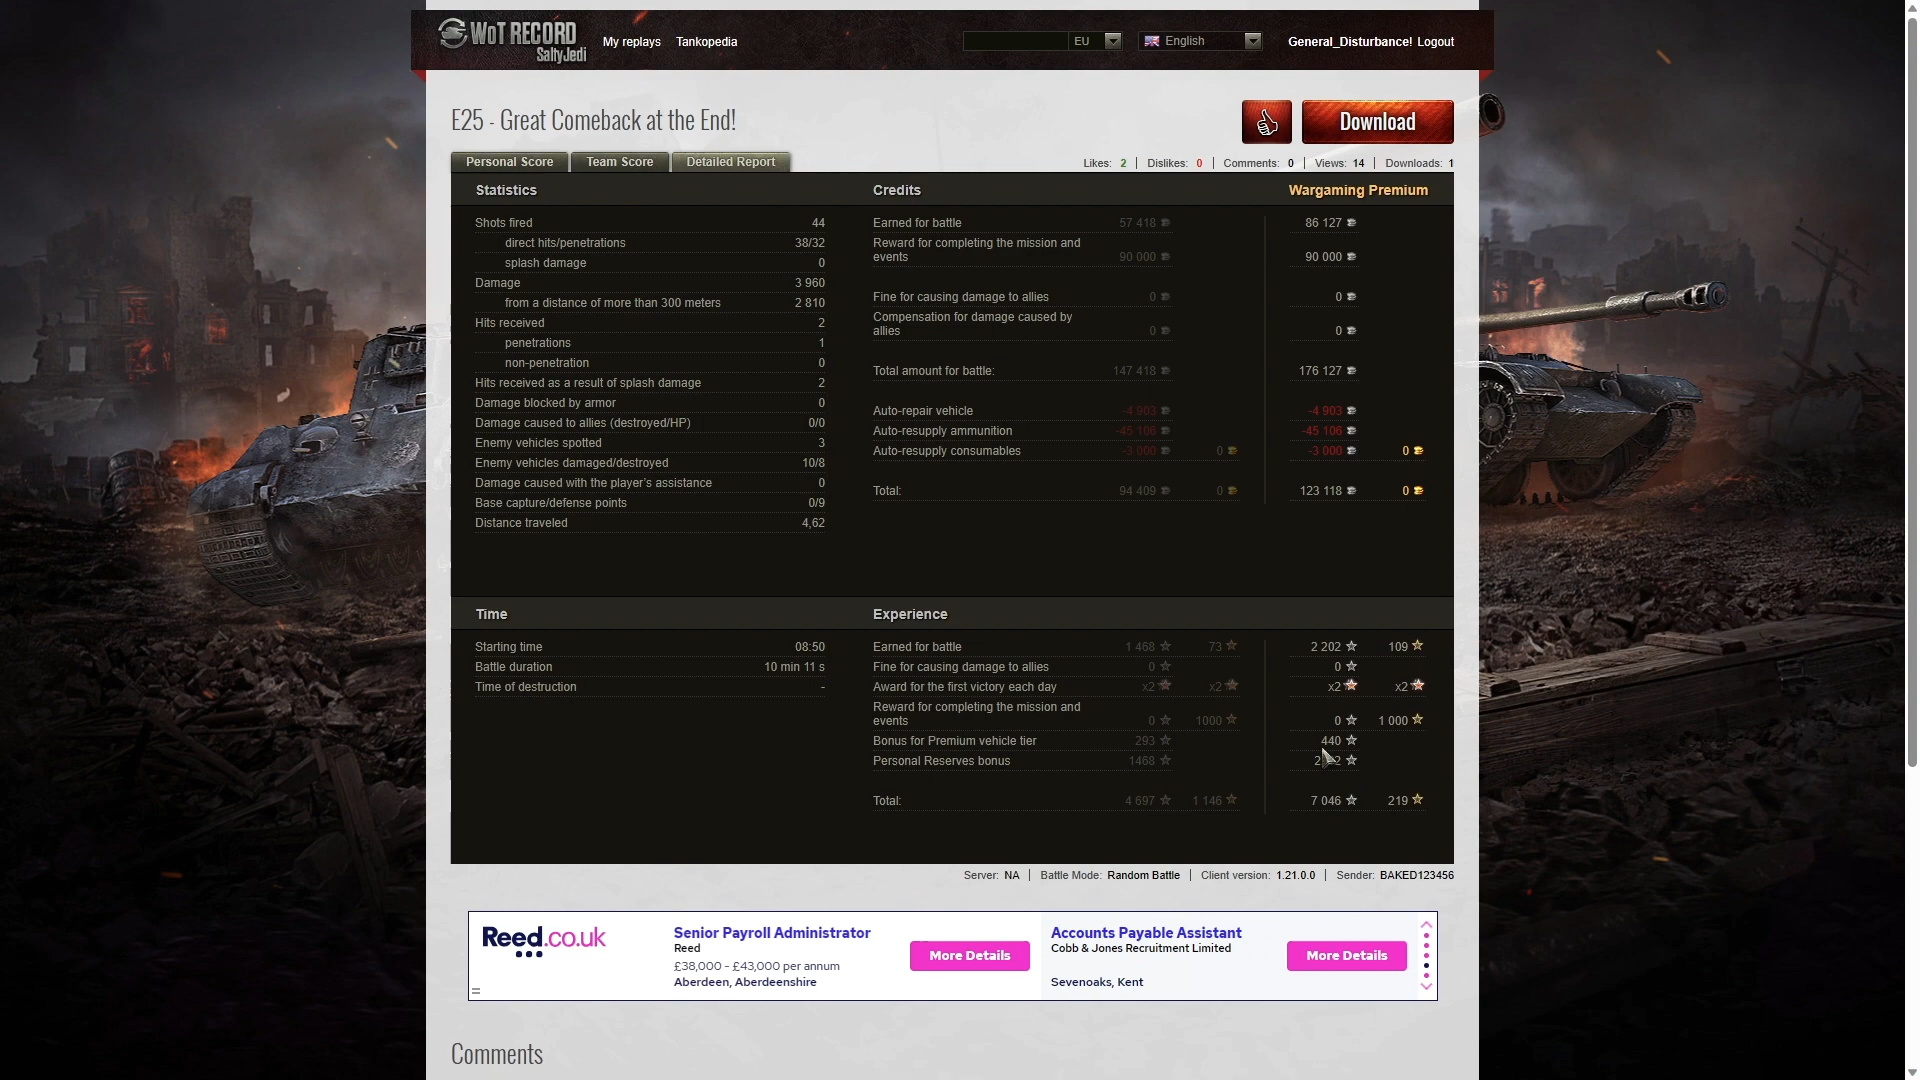 WoT RECORD
SaltyJedi
My replays Tankopedia
EU
English
General_Disturbance! Logout
E25 - Great Comeback at the End!
Download
Personal Score Team Score Detailed Report
Likes: 2 | Dislikes: 0 | Comments: 0 | Views: 14 | Downloads: 1
Statistics
Shots fired 44
direct hits/penetrations 38/32
splash damage 0
Damage 3 960
from a distance of more than 300 meters 2 810
Hits received 2
penetrations 1
non-penetration 0
Hits received as a result of splash damage 2
Damage blocked by armor 0
Damage caused to allies (destroyed/HP) 0/0
Enemy vehicles spotted 3
Enemy vehicles damaged/destroyed 10/8
Damage caused with the player's assistance 0
Base capture/defense points 0/9
Distance traveled 4,62
Credits Wargaming Premium
Earned for battle 57 418 86 127
Reward for completing the mission and
events 90 000 90 000
Fine for causing damage to allies 0 0
Compensation for damage caused by
allies 0 0
Total amount for battle: 147 418 176 127
Auto-repair vehicle -4 903 -4 903
Auto-resupply ammunition -45 106 -45 106
Auto-resupply consumables -3 000 0 -3 000 0
Total: 94 409 0 123 118 0
Time
Starting time 08:50
Battle duration 10 min 11 s
Time of destruction -
Experience
Earned for battle 1 468 73 2 202 109
Fine for causing damage to allies 0 0
Award for the first victory each day x2 x2 x2 x2
Reward for completing the mission and
events 0 1000 0 1 000
Bonus for Premium vehicle tier 293 440
Personal Reserves bonus 1468
Total: 4 697 1 146 7 046 219
Server: NA | Battle Mode: Random Battle | Client version: 1.21.0.0 | Sender: BAKED123456
Reed.co.uk
Senior Payroll Administrator
Reed
£38,000 - £43,000 per annum
Aberdeen, Aberdeenshire
More Details
Accounts Payable Assistant
Cobb & Jones Recruitment Limited
Sevenoaks, Kent
More Details
Comments